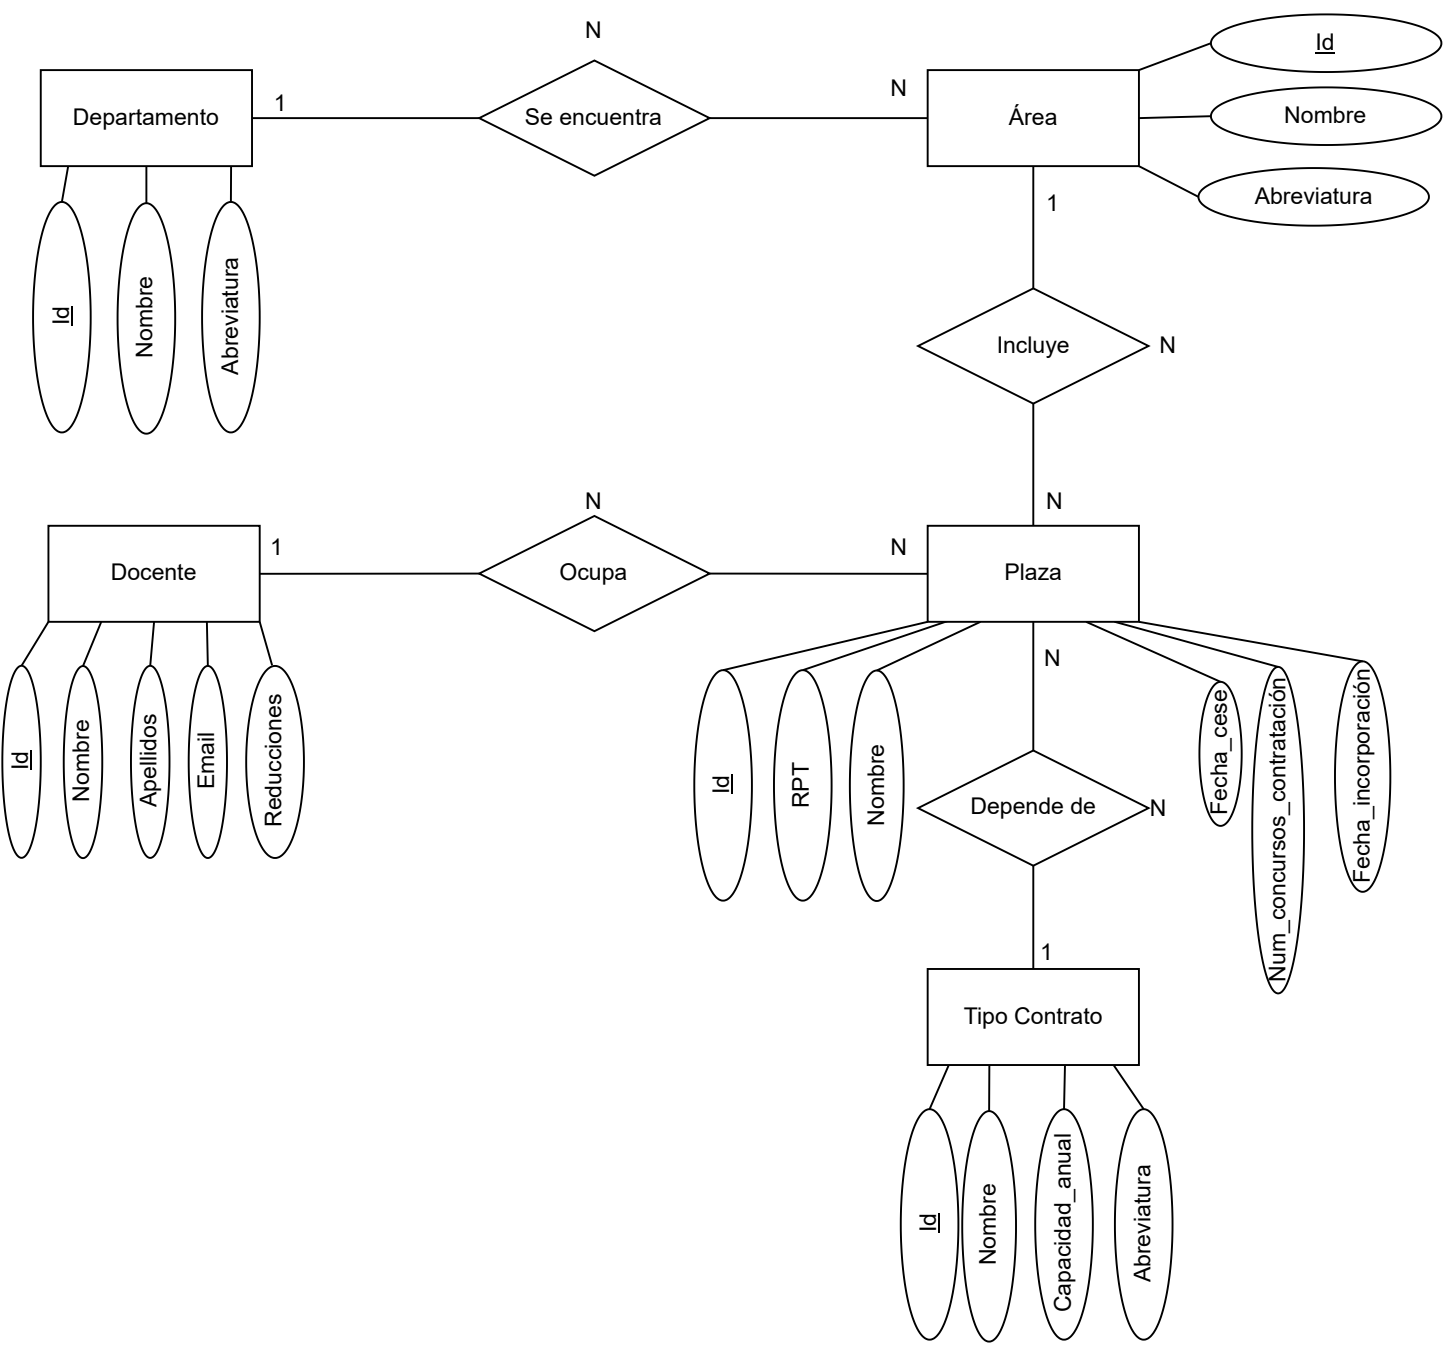 N
Id
Departamento
1
Se encuentra
N
Área
Nombre
Abreviatura
1
Id
Nombre
Abreviatura
Incluye
N
N
N
Docente
1
Ocupa
N
Plaza
N
Id
Nombre
Apellidos
Email
Reducciones
Id
RPT
Nombre
Depende de
N
Fecha_cese
Num_concursos_contratación
Fecha_incorporación
1
Tipo Contrato
Id
Nombre
Capacidad_anual
Abreviatura